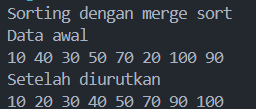 Sorting dengan merge sort
Data awal
10 40 30 50 70 20 100 90
Setelah diurutkan
10 20 30 40 50 70 90 100